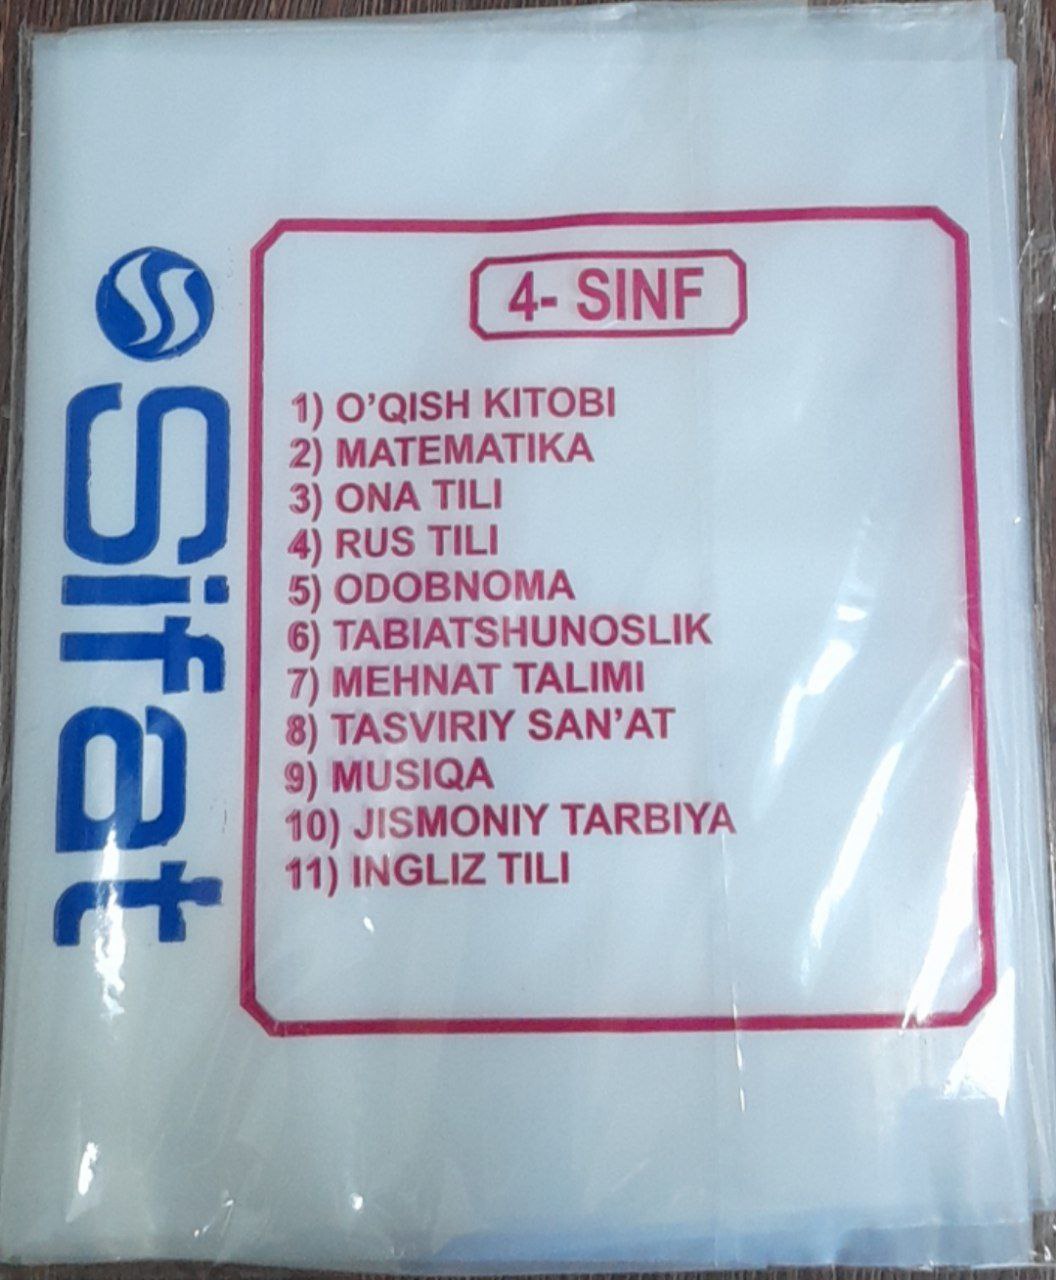 Sifat
4- SINF
1) O'QISH KITOBI
2) MATEMATIKA
3) ONA TILI
4) RUS TILI
5) ODOBNOMA
6) TABIATSHUNOSLIK
7) MEHNAT TALIMI
8) TASVIRIY SAN'AT
9) MUSIQA
10) JISMONIY TARBIYA
11) INGLIZ TILI